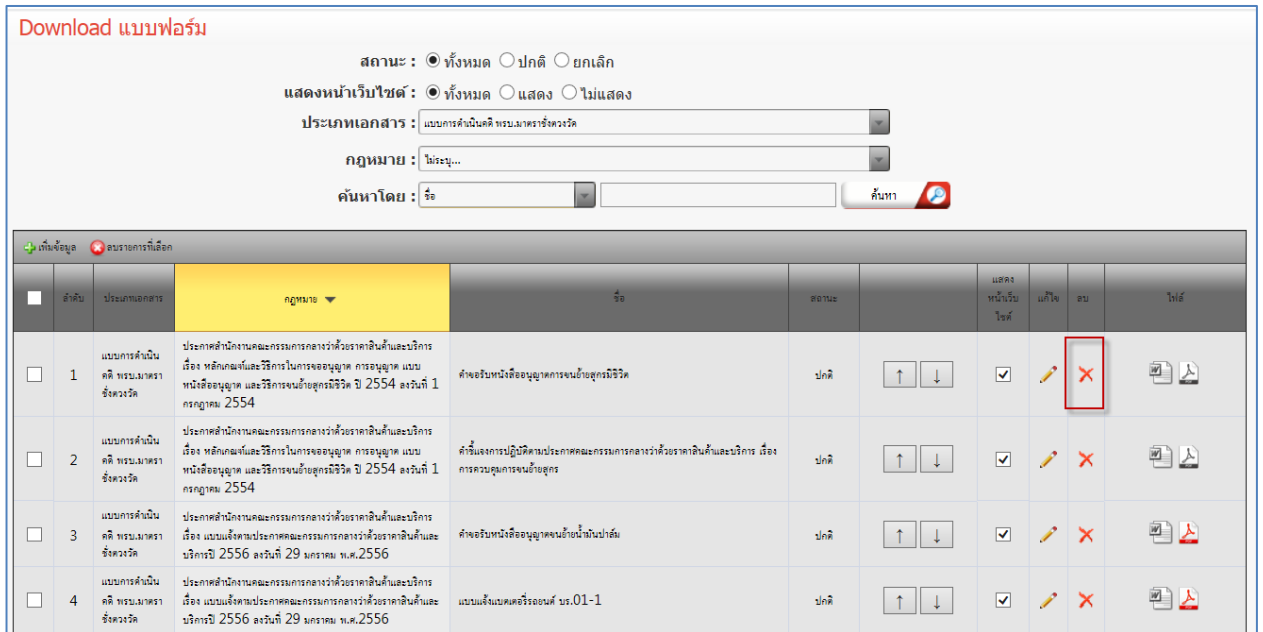 Download แบบฟอร์ม
สถานะ : ทั้งหมด ปกติ ยกเลิก
แสดงหน้าเว็บไซต์ : ทั้งหมด แสดง ไม่แสดง
ประเภทเอกสาร : แบบการดำเนินคดี พรบ.มาตราชั่งตวงวัด
กฎหมาย : ไม่ระบุ...
ค้นหาโดย : ชื่อ ค้นหา
เพิ่มข้อมูล ลบรายการที่เลือก
ลำดับ ประเภทเอกสาร กฎหมาย ชื่อ สถานะ แสดง
หน้าเว็บ
ไซต์ แก้ไข ลบ ไฟล์
1 แบบการดำเนิน
คดี พรบ.มาตรา
ชั่งตวงวัด
ประกาศสำนักงานคณะกรรมการกลางว่าด้วยราคาสินค้าและบริการ
เรื่อง หลักเกณฑ์และวิธีการในการขออนุญาต การอนุญาต แบบ
หนังสืออนุญาต และวิธีการขนย้ายสุกรมีชีวิต ปี 2554 ลงวันที่ 1
กรกฎาคม 2554
คำขอรับหนังสืออนุญาตการขนย้ายสุกรมีชีวิต ปกติ
2 แบบการดำเนิน
คดี พรบ.มาตรา
ชั่งตวงวัด
ประกาศสำนักงานคณะกรรมการกลางว่าด้วยราคาสินค้าและบริการ
เรื่อง หลักเกณฑ์และวิธีการในการขออนุญาต การอนุญาต แบบ
หนังสืออนุญาต และวิธีการขนย้ายสุกรมีชีวิต ปี 2554 ลงวันที่ 1
กรกฎาคม 2554
คำชี้แจงการปฏิบัติตามประกาศคณะกรรมการกลางว่าด้วยราคาสินค้าและบริการ เรื่อง
การควบคุมการขนย้ายสุกร
ปกติ
3 แบบการดำเนิน
คดี พรบ.มาตรา
ชั่งตวงวัด
ประกาศสำนักงานคณะกรรมการกลางว่าด้วยราคาสินค้าและบริการ
เรื่อง แบบแจ้งตามประกาศคณะกรรมการกลางว่าด้วยราคาสินค้าและ
บริการปี 2556 ลงวันที่ 29 มกราคม พ.ศ.2556
คำขอรับหนังสืออนุญาตขนย้ายน้ำมันปาล์ม ปกติ
4 แบบการดำเนิน
คดี พรบ.มาตรา
ชั่งตวงวัด
ประกาศสำนักงานคณะกรรมการกลางว่าด้วยราคาสินค้าและบริการ
เรื่อง แบบแจ้งตามประกาศคณะกรรมการกลางว่าด้วยราคาสินค้าและ
บริการปี 2556 ลงวันที่ 29 มกราคม พ.ศ.2556
แบบแจ้งแบตเตอรี่รถยนต์ บร.01-1 ปกติ